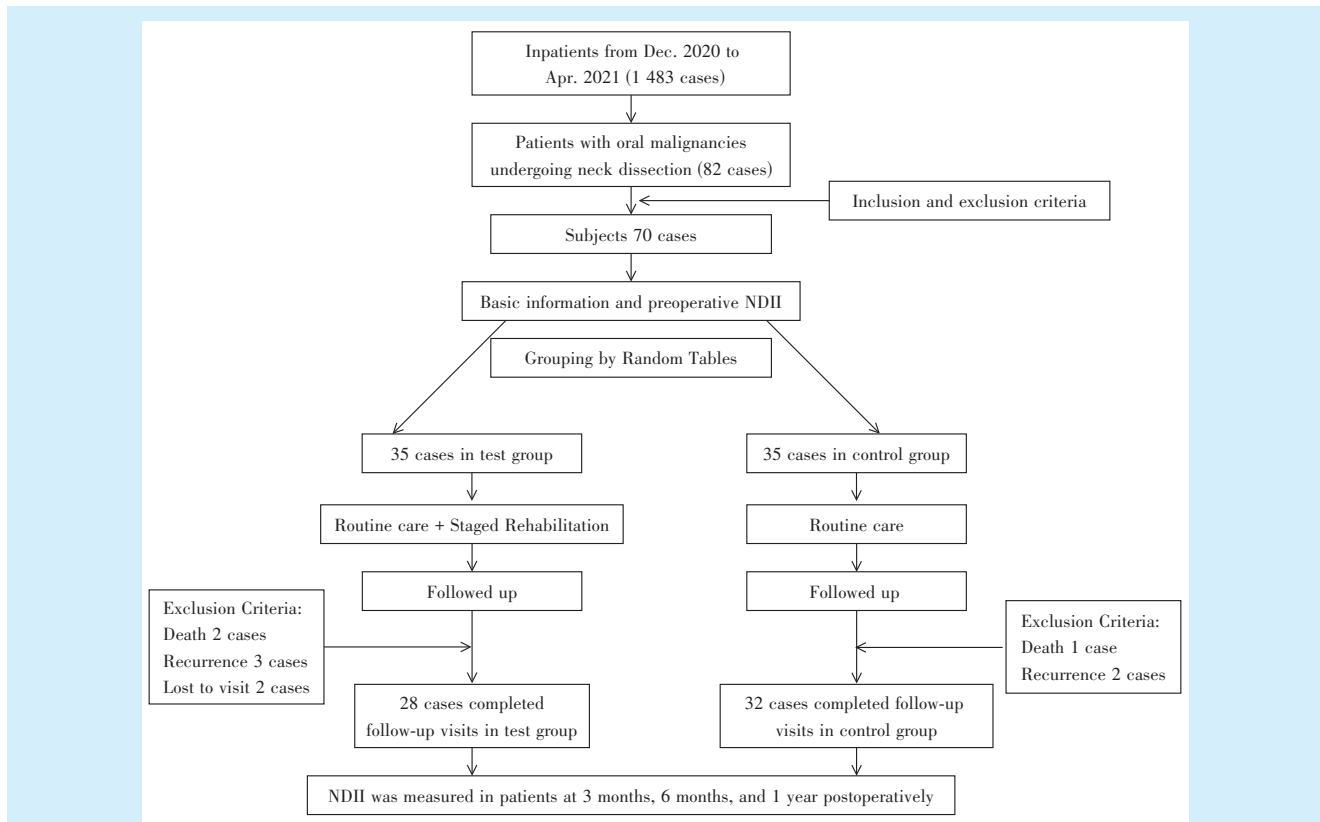 Inpatients from Dec. 2020 to
Apr. 2021 (1 483 cases)
Patients with oral malignancies
undergoing neck dissection (82 cases)
Inclusion and exclusion criteria
Subjects 70 cases
Basic information and preoperative NDII
Grouping by Random Tables
35 cases in test group
35 cases in control group
Routine care + Staged Rehabilitation
Routine care
Followed up
Followed up
Exclusion Criteria:
Death 2 cases
Recurrence 3 cases
Lost to visit 2 cases
Exclusion Criteria:
Death 1 case
Recurrence 2 cases
28 cases completed
follow-up visits in test group
32 cases completed follow-up
visits in control group
NDII was measured in patients at 3 months, 6 months, and 1 year postoperatively